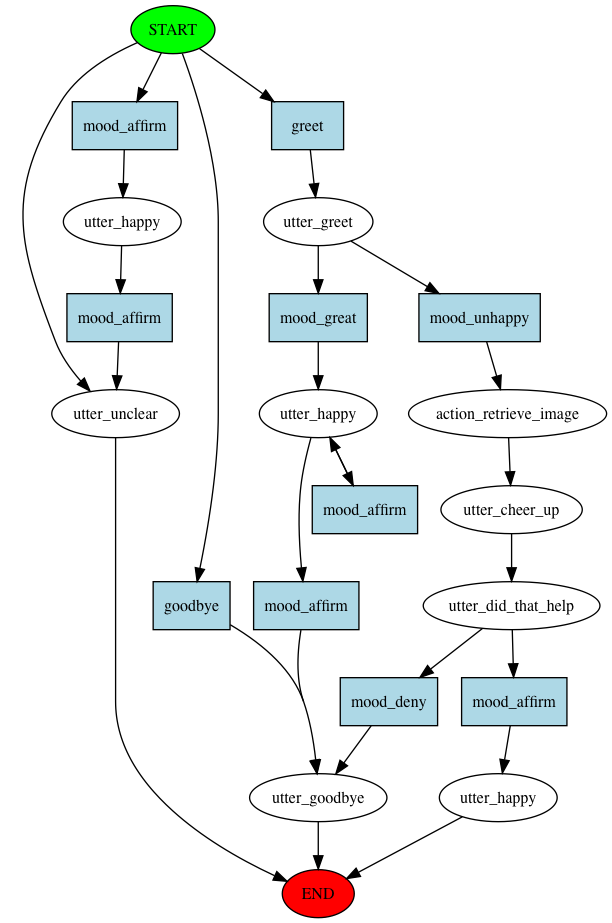 START
mood_affirm
greet
utter_happy
utter_greet
mood_affirm
mood_great
mood_unhappy
utter_unclear
utter_happy
action_retrieve_image
mood_affirm
utter_cheer_up
goodbye
mood_affirm
utter_did_that_help
mood_deny
mood_affirm
utter_goodbye
utter_happy
END